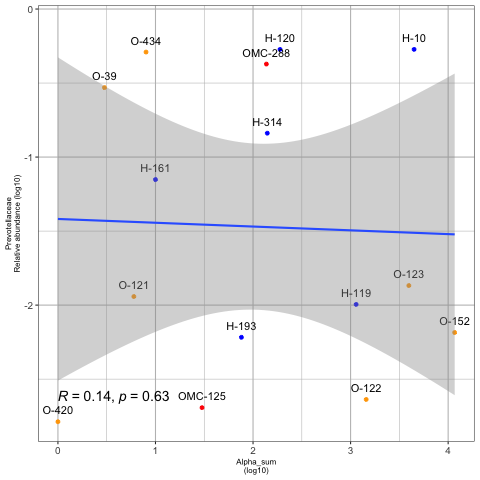 0
H-120
H-10
O-434
OMC-288
O-39
H-314
-1
H-161
Prevotellaceae
Relative abundance (log10)
O-121
O-123
H-119
-2
O-152
H-193
R = 0.14, p = 0.63
OMC-125
O-122
O-420
0
1
2
3
4
Alpha_sum
(log10)